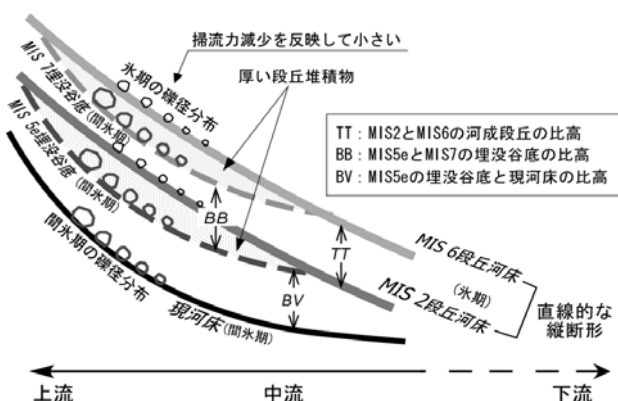 掃流力減少を反映して小さい
厚い段丘堆積物
氷期の礫径分布
MIS 7埋没谷底(間氷期)
MIS 5e埋没谷底
(間氷期)
間氷期の礫径分布
現河床(間氷期)
TT：MIS2とMIS6の河成段丘の比高
BB：MIS5eとMIS7の埋没谷底の比高
BV：MIS5eの埋没谷底と現河床の比高
BB
TT
BV
MIS 6段丘河床
(氷期)
MIS 2段丘河床
直線的な
縦断形
上流
中流
下流